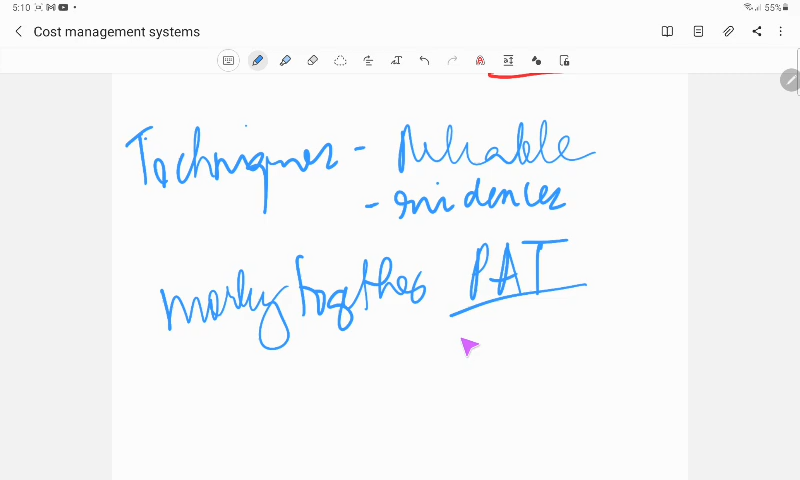 5:10 55%
Cost management systems
Techniques - Reliable
- evidences
together PAT